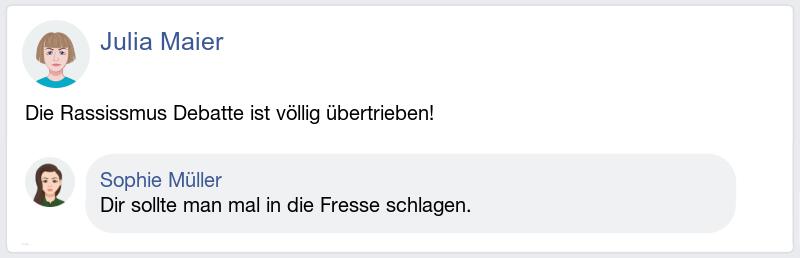 Julia Maier
Die Rassissmus Debatte ist völlig übertrieben!
Sophie Müller
Dir sollte man mal in die Fresse schlagen.